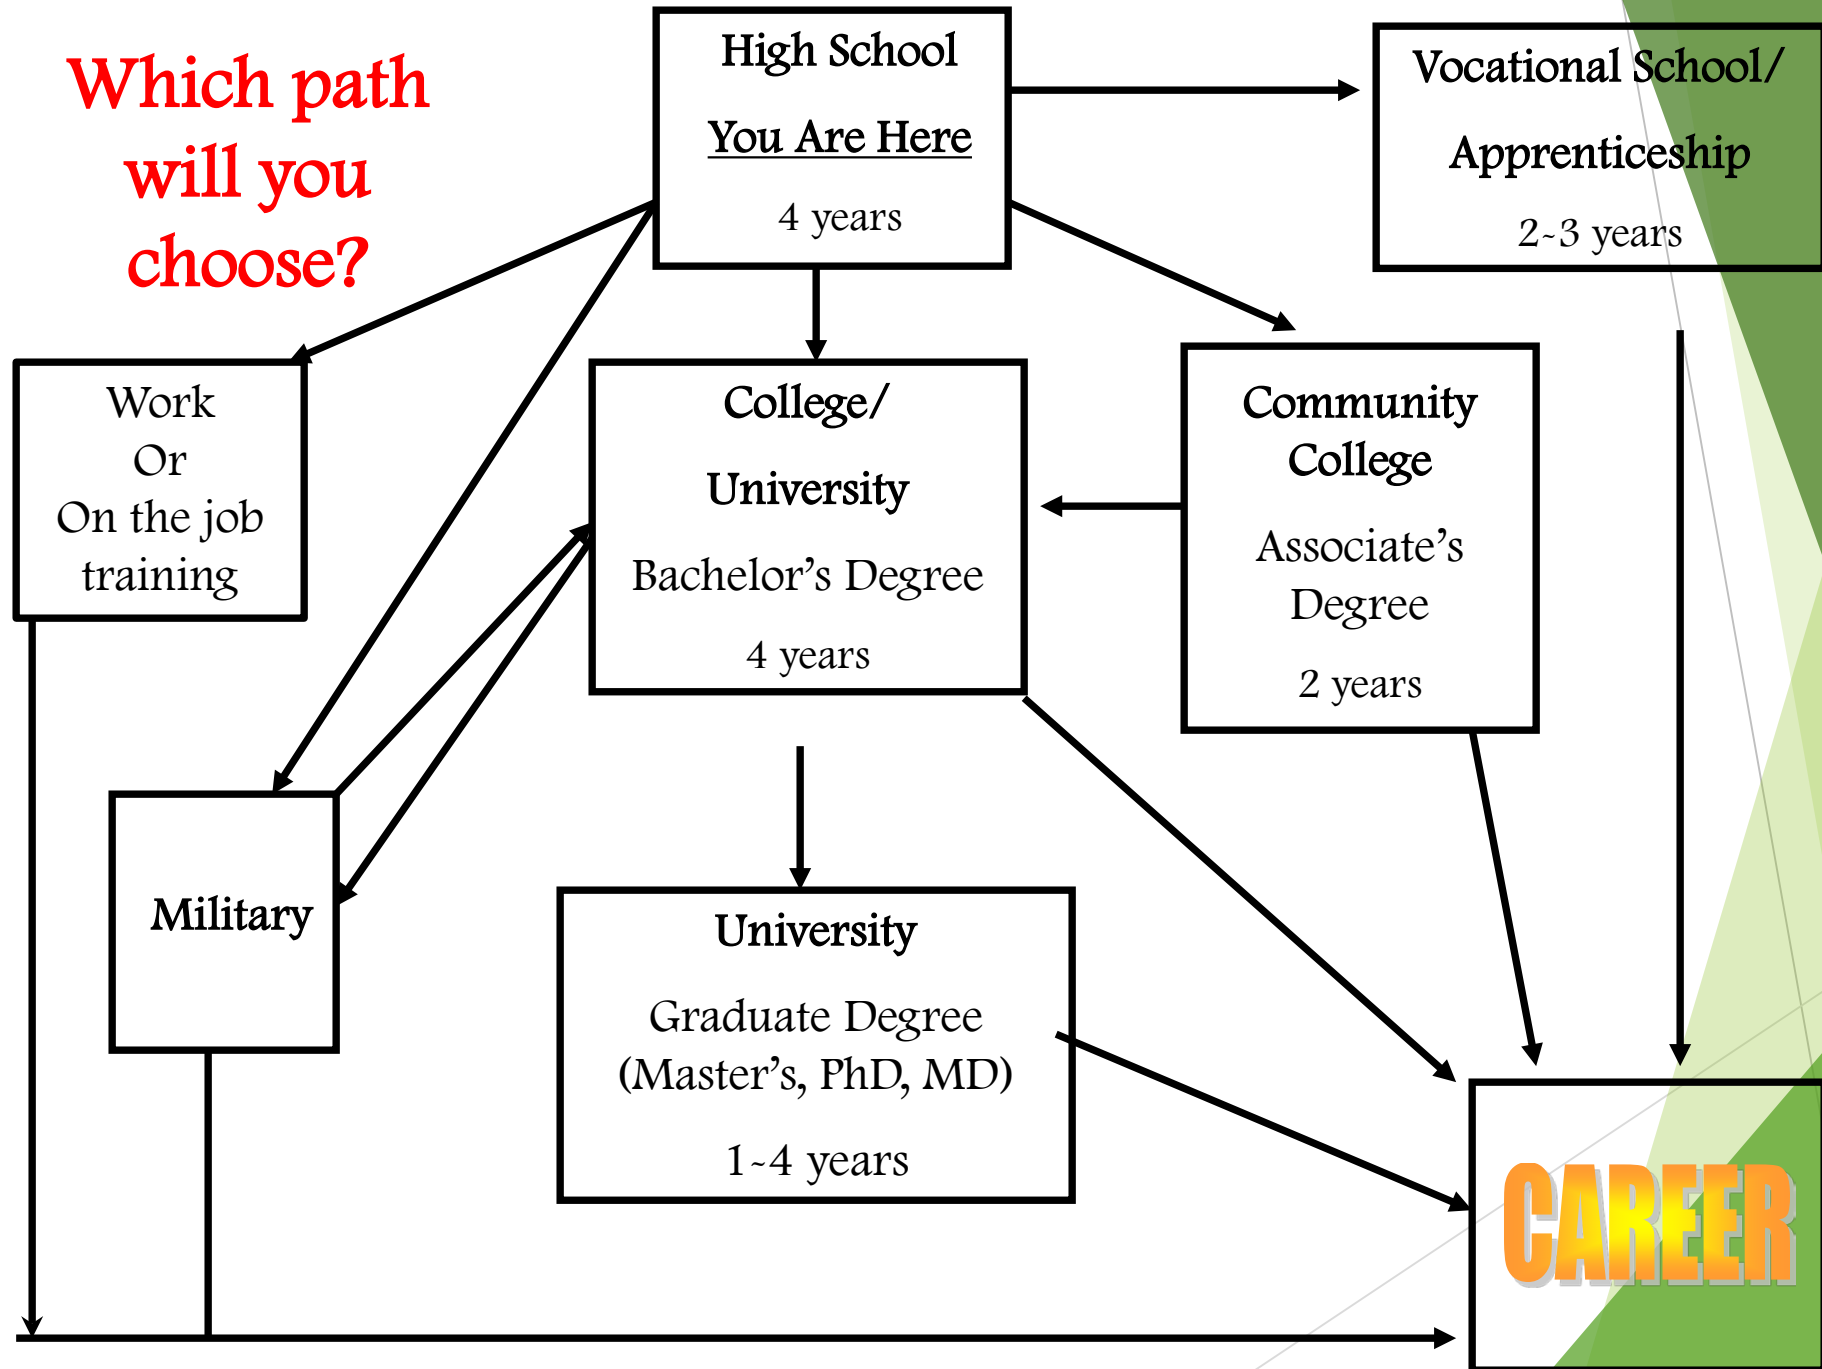 Which path
will you
choose?
High School
You Are Here
4 years
Vocational School/
Apprenticeship
2-3 years
Work
Or
On the job
training
College/
University
Bachelor’s Degree
4 years
Community
College
Associate’s
Degree
2 years
Military
University
Graduate Degree
(Master’s, PhD, MD)
1-4 years
CAREER